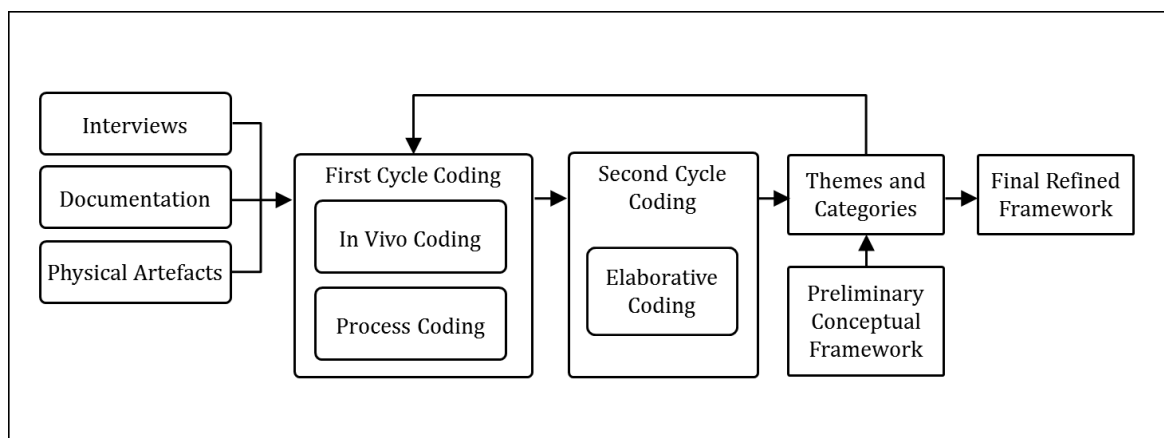 Interviews
Documentation
Physical Artefacts
First Cycle Coding
In Vivo Coding
Process Coding
Second Cycle
Coding
Elaborative
Coding
Themes and
Categories
Preliminary
Conceptual
Framework
Final Refined
Framework